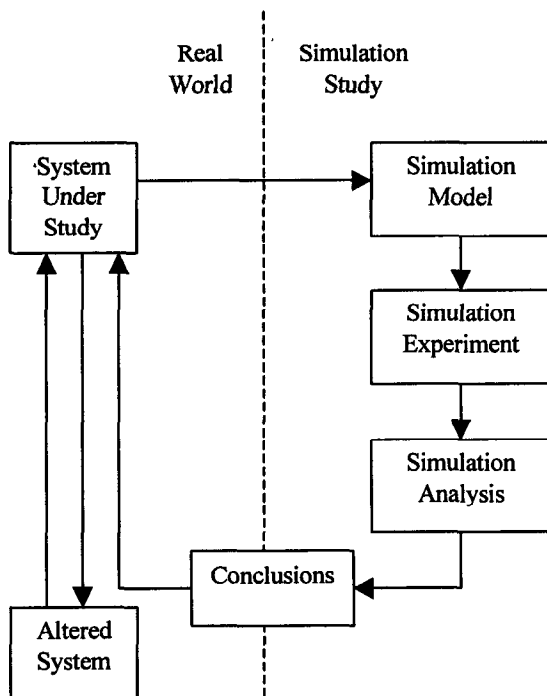 Real
World
Simulation
Study
System
Under
Study
Simulation
Model
Simulation
Experiment
Simulation
Analysis
Conclusions
Altered
System